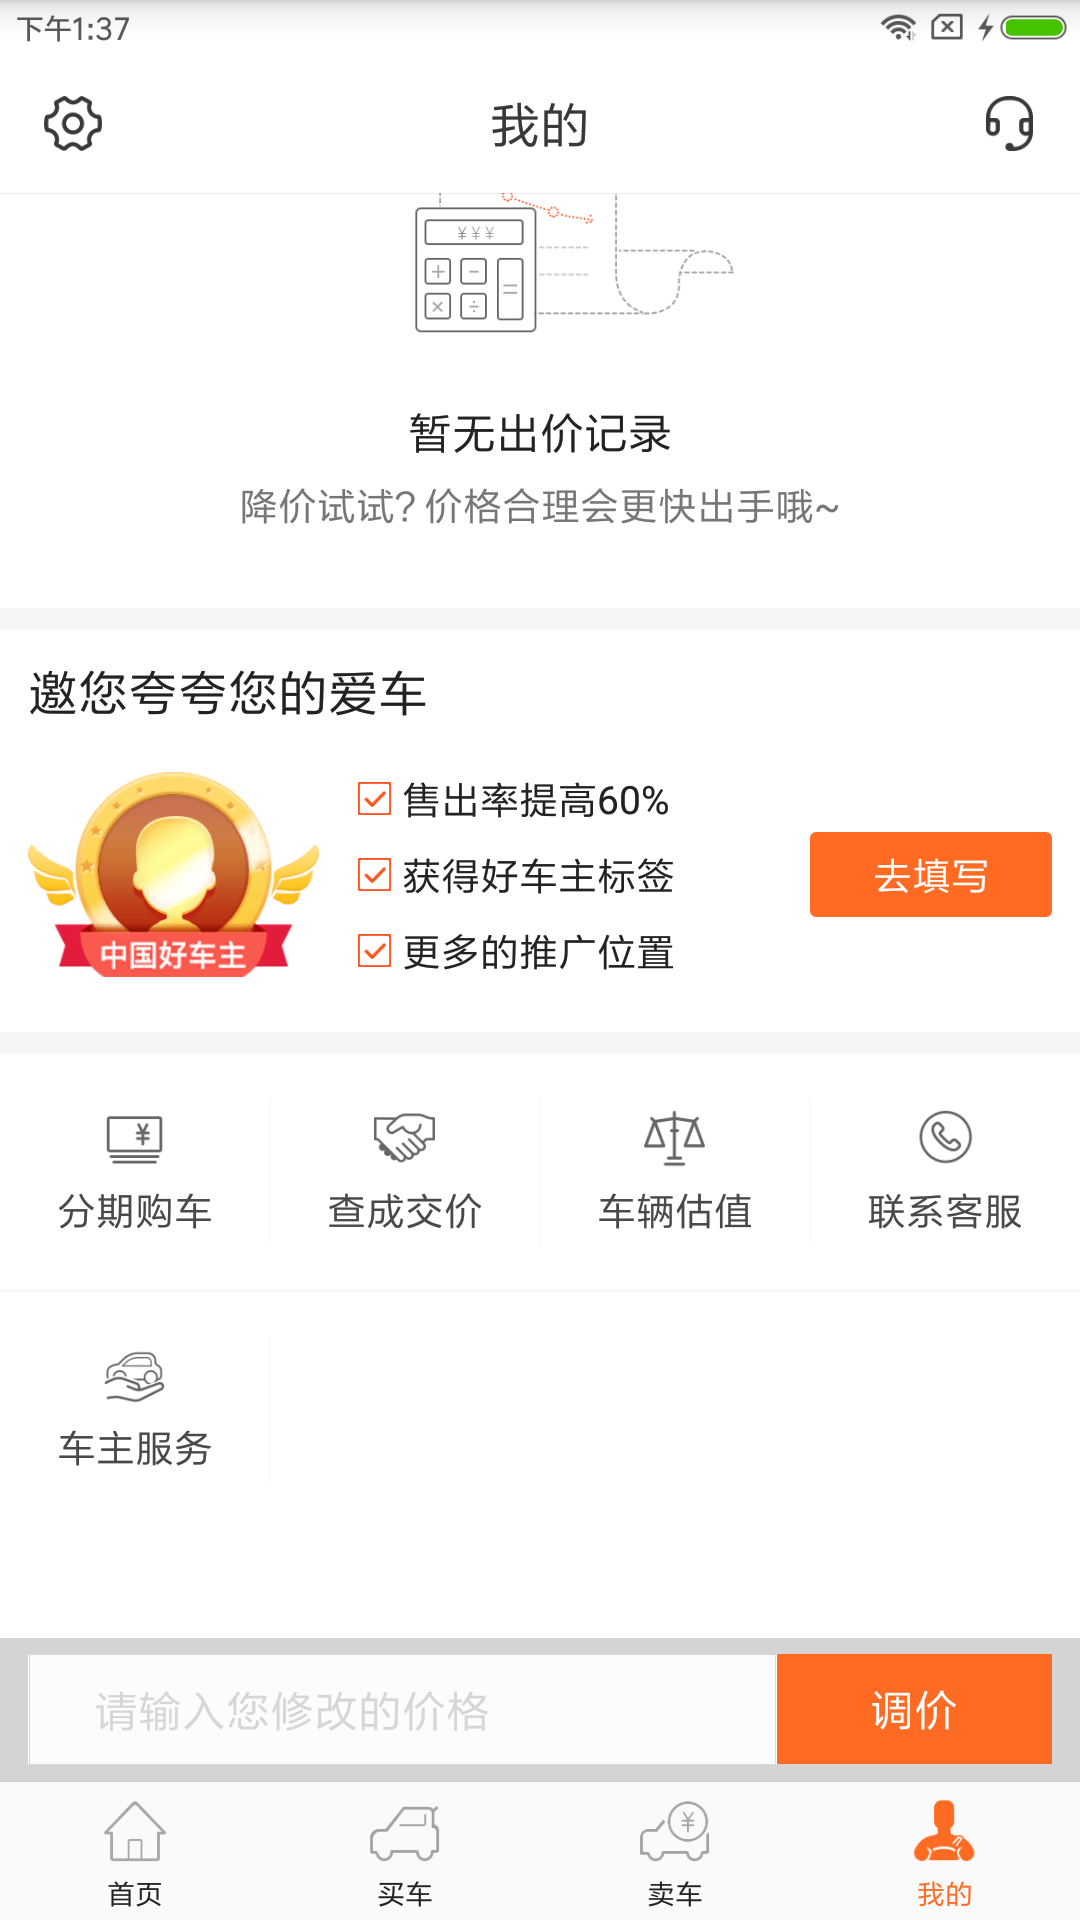 下午1:37
我的
¥¥¥
暂无出价记录
降价试试?价格合理会更快出手哦~
邀您夸夸您的爱车
售出率提高60%
获得好车主标签
更多的推广位置
去填写
中国好车主
分期购车
查成交价
车辆估值
联系客服
车主服务
请输入您修改的价格
调价
首页
买车
卖车
我的